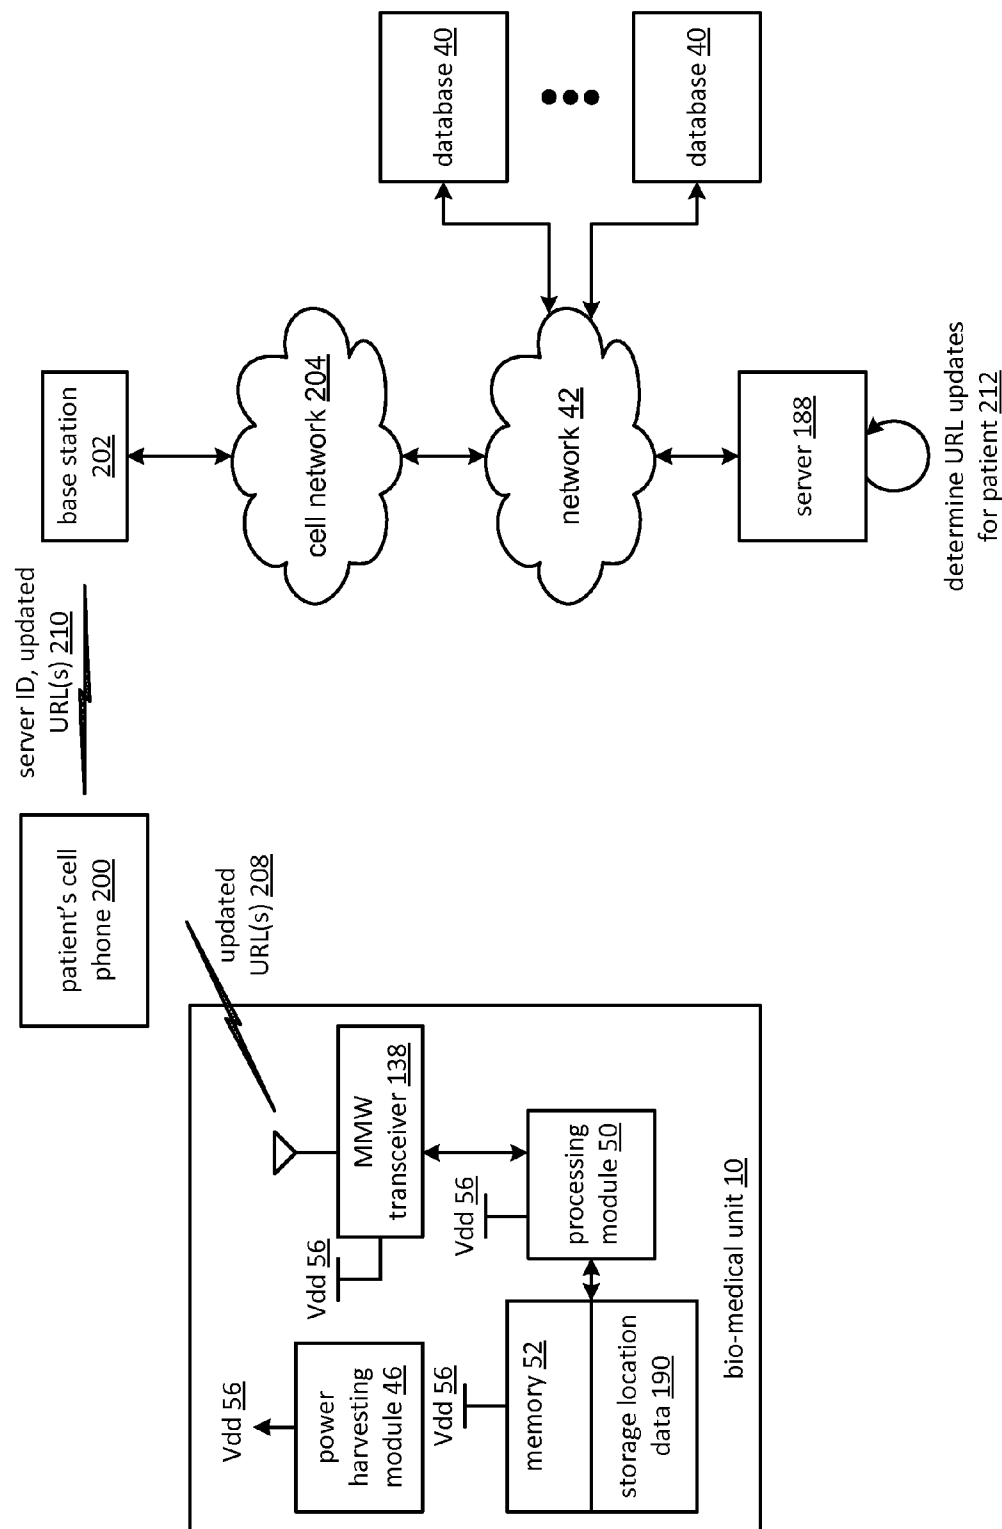 patient's cell
phone 200
server ID, updated
URL(s) 210
base station
202
cell network 204
network 42
database 40
database 40
server 188
determine URL updates
for patient 212
updated
URL(s) 208
Vdd 56
power
harvesting
module 46
Vdd 56
MMW
transceiver 138
Vdd 56
memory 52
storage location
data 190
Vdd 56
processing
module 50
bio-medical unit 10